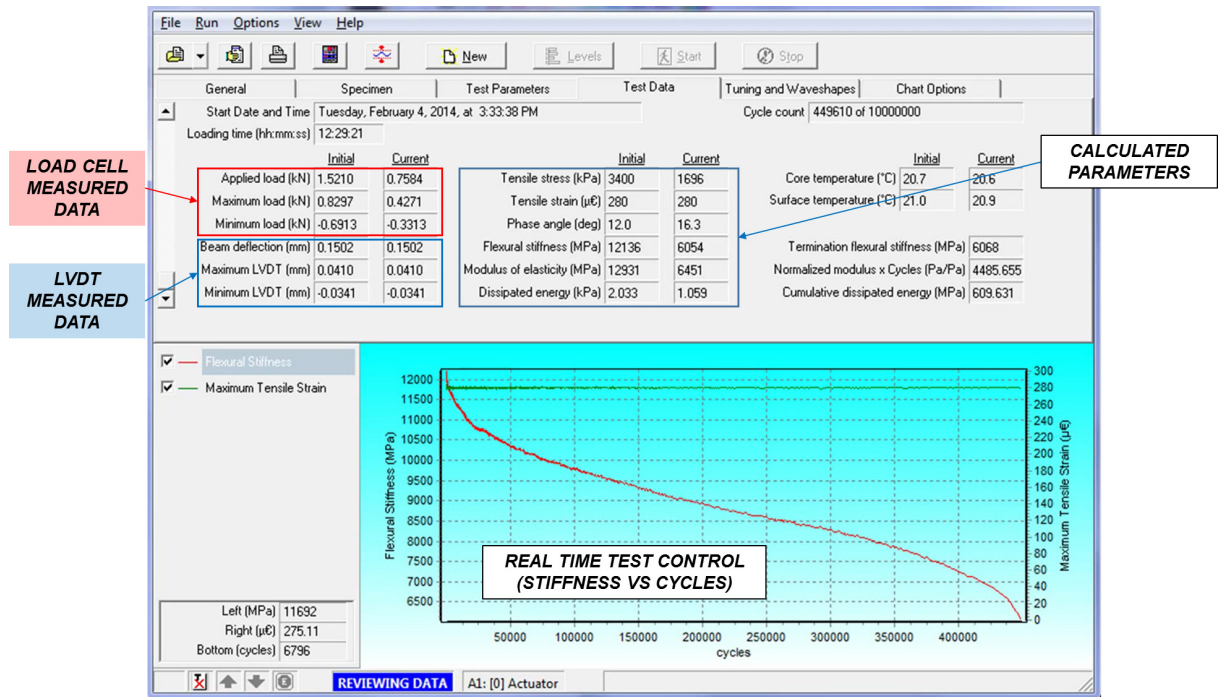 File Run Options View Help
New Levels Start Stop
General Specimen Test Parameters Test Data Tuning and Waveshapes Chart Options
Start Date and Time Tuesday, February 4, 2014, at 3:33:38 PM Cycle count 449610 of 10000000
Loading time (hh:mm:ss) 12:29:21
LOAD CELL
MEASURED
DATA
Initial Current
Applied load (kN) 1.5210 0.7584
Maximum load (kN) 0.8297 0.4271
Minimum load (kN) -0.6913 -0.3313
LVDT
MEASURED
DATA
Beam deflection (mm) 0.1502 0.1502
Maximum LVDT (mm) 0.0410 0.0410
Minimum LVDT (mm) -0.0341 -0.0341
Initial Current
Tensile stress (kPa) 3400 1696
Tensile strain (µ€) 280 280
Phase angle (deg) 12.0 16.3
Flexural stiffness (MPa) 12136 6054
Modulus of elasticity (MPa) 12931 6451
Dissipated energy (kPa) 2.033 1.059
CALCULATED
PARAMETERS
Initial Current
Core temperature (°C) 20.7 20.6
Surface temperature (°C) 21.0 20.9
Termination flexural stiffness (MPa) 6068
Normalized modulus x Cycles (Pa/Pa) 4485.655
Cumulative dissipated energy (MPa) 609.631
Flexural Stiffness
Maximum Tensile Strain
Left (MPa) 11692
Right (µ€) 275.11
Bottom (cycles) 6796
Flexural Stiffness (MPa)
12000
11500
11000
10500
10000
9500
9000
8500
8000
7500
7000
6500
REAL TIME TEST CONTROL
(STIFFNESS VS CYCLES)
300
280
260
240
220
200
180
160
140
120
100
80
60
40
20
0
Maximum Tensile Strain (µ€)
50000 100000 150000 200000 250000 300000 350000 400000
cycles
REVIEWING DATA A1: [0] Actuator